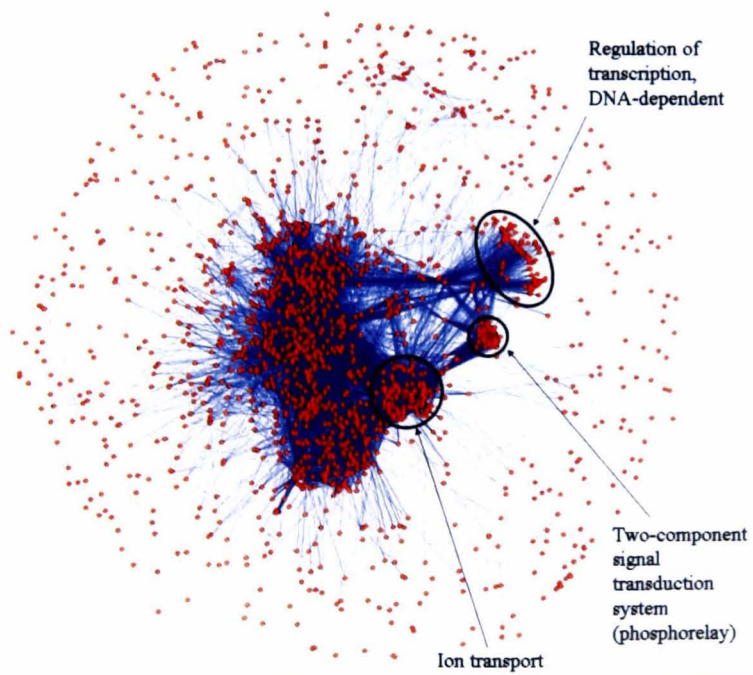 Regulation of
transcription,
DNA-dependent
Two-component
signal
transduction
system
(phosphorelay)
Ion transport